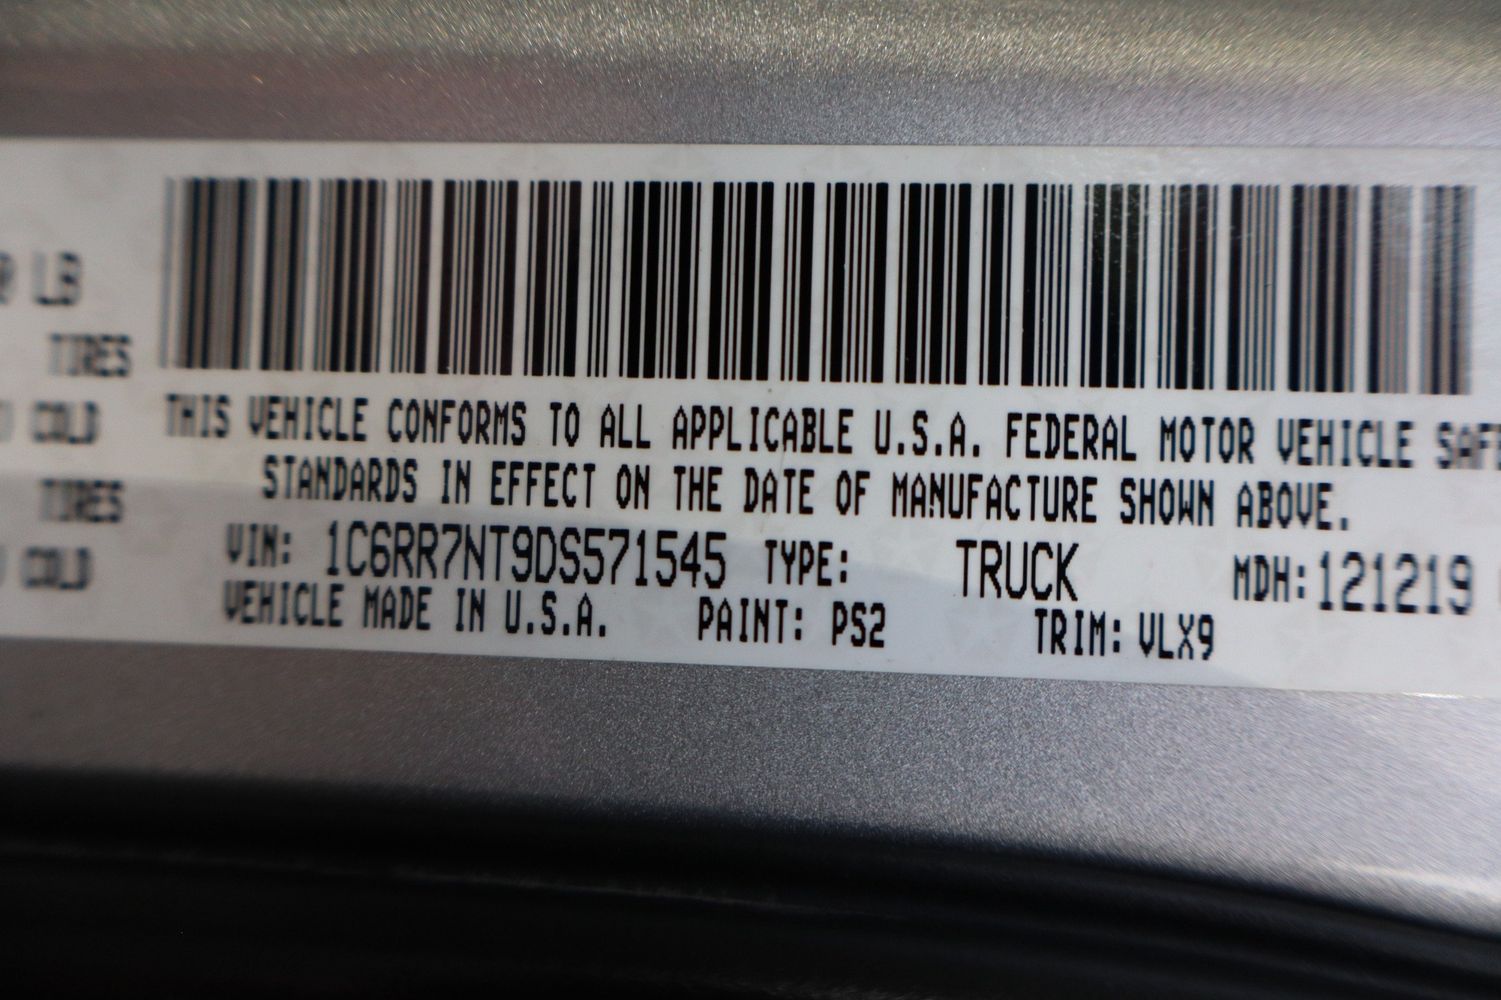 LB
TIRES
COLD
TIRES
COLD
THIS VEHICLE CONFORMS TO ALL APPLICABLE U.S.A. FEDERAL MOTOR VEHICLE SAFE
STANDARDS IN EFFECT ON THE DATE OF MANUFACTURE SHOWN ABOVE.
VIN: 1C6RR7NT9DS571545 TYPE: TRUCK MDH:121219
VEHICLE MADE IN U.S.A. PAINT: PS2 TRIM: VLX9